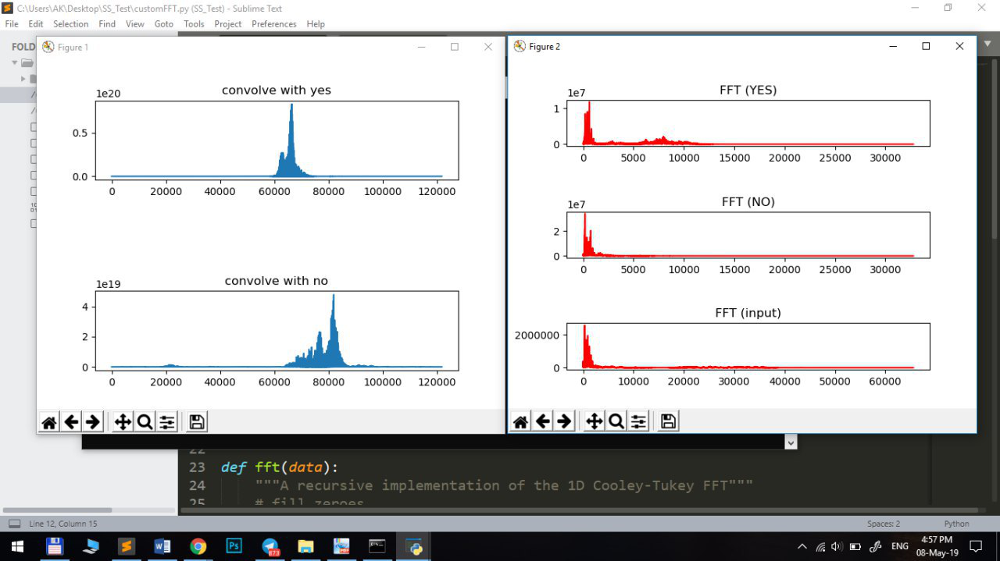 C:\Users\AK\Desktop\SS_Test\customFFT.py (SS_Test) - Sublime Text
File Edit Selection Find View Goto Tools Project Preferences Help
FOLD
Figure 1
convolve with yes
1e20
0.5
0.0
0 20000 40000 60000 80000 100000 120000
convolve with no
1e19
4
2
0
0 20000 40000 60000 80000 100000 120000
Figure 2
FFT (YES)
1e7
1
0
0 5000 10000 15000 20000 25000 30000
FFT (NO)
1e7
2
0
0 5000 10000 15000 20000 25000 30000
FFT (input)
2000000
0
0 10000 20000 30000 40000 50000 60000
22
23 def fft(data):
24 """A recursive implementation of the 1D Cooley-Tukey FFT"""
25 # fill zeroes
Line 12, Column 15
Spaces: 2
Python
Ps
873
ENG
4:57 PM
08-May-19